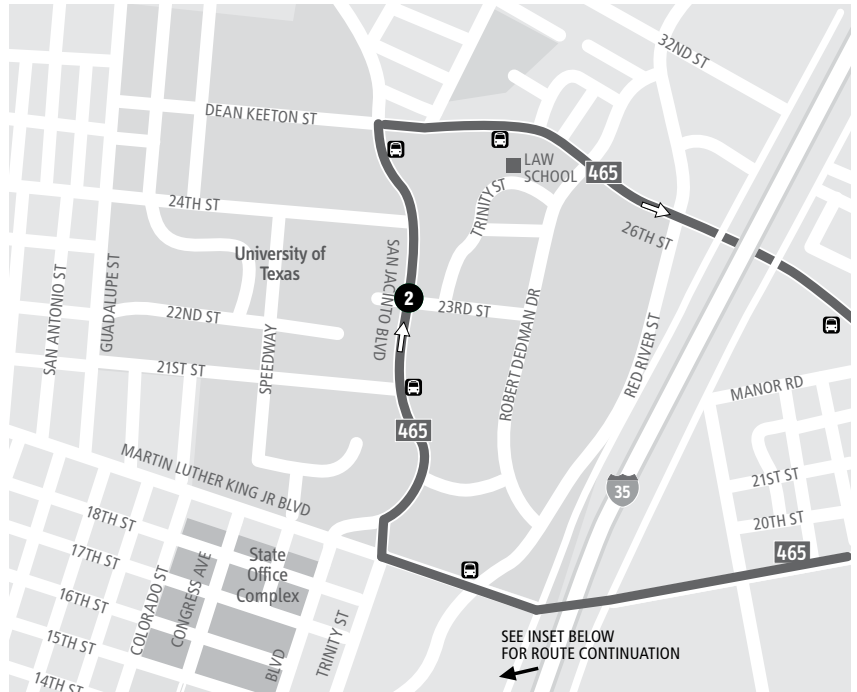 32ND ST
DEAN KEETON ST
LAW
SCHOOL
465
TRINITY ST
24TH ST
26TH ST
University of
Texas
SAN JACINTO BLVD
2
23RD ST
22ND ST
SAN ANTONIO ST
GUADALUPE ST
SPEEDWAY
ROBERT DEDMAN DR
RED RIVER ST
21ST ST
MANOR RD
465
MARTIN LUTHER KING JR BLVD
35
21ST ST
20TH ST
465
18TH ST
17TH ST
16TH ST
15TH ST
14TH ST
COLORADO ST
CONGRESS AVE
State
Office
Complex
BLVD
TRINITY ST
SEE INSET BELOW
FOR ROUTE CONTINUATION